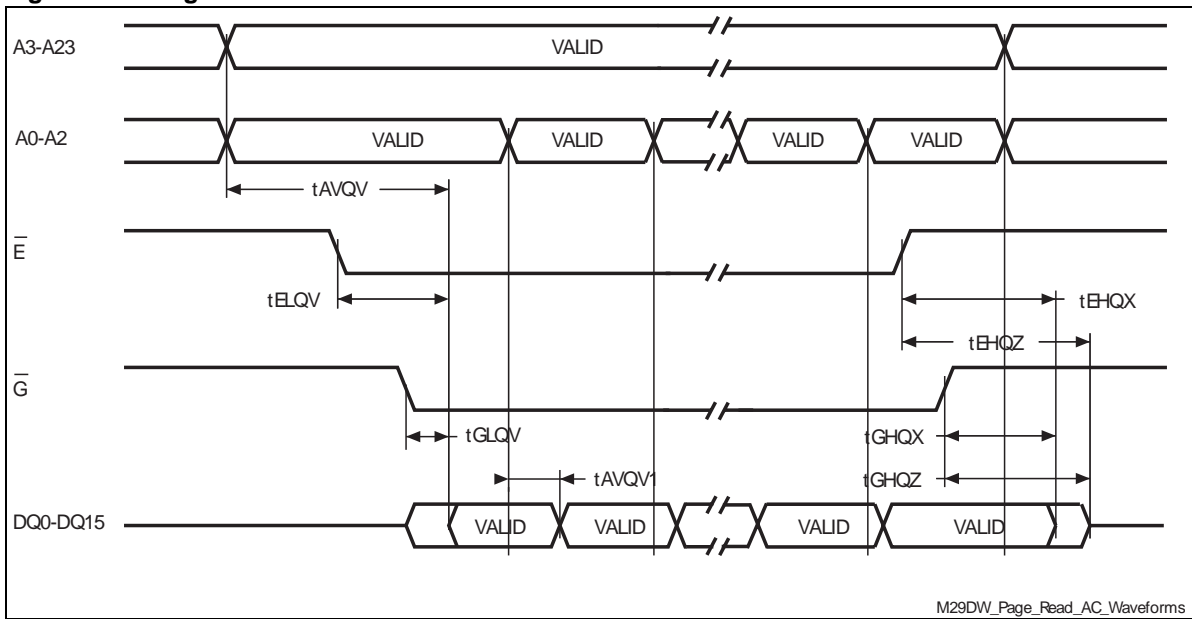 A3-A23 VALID
A0-A2 VALID VALID VALID VALID
tAVQV
E
tELQV tEHQX
tEHQZ
G
tGLQV tGHQX
tAVQV1 tGHQZ
DQ0-DQ15 VALID VALID VALID VALID
M29DW_Page_Read_AC_Waveforms